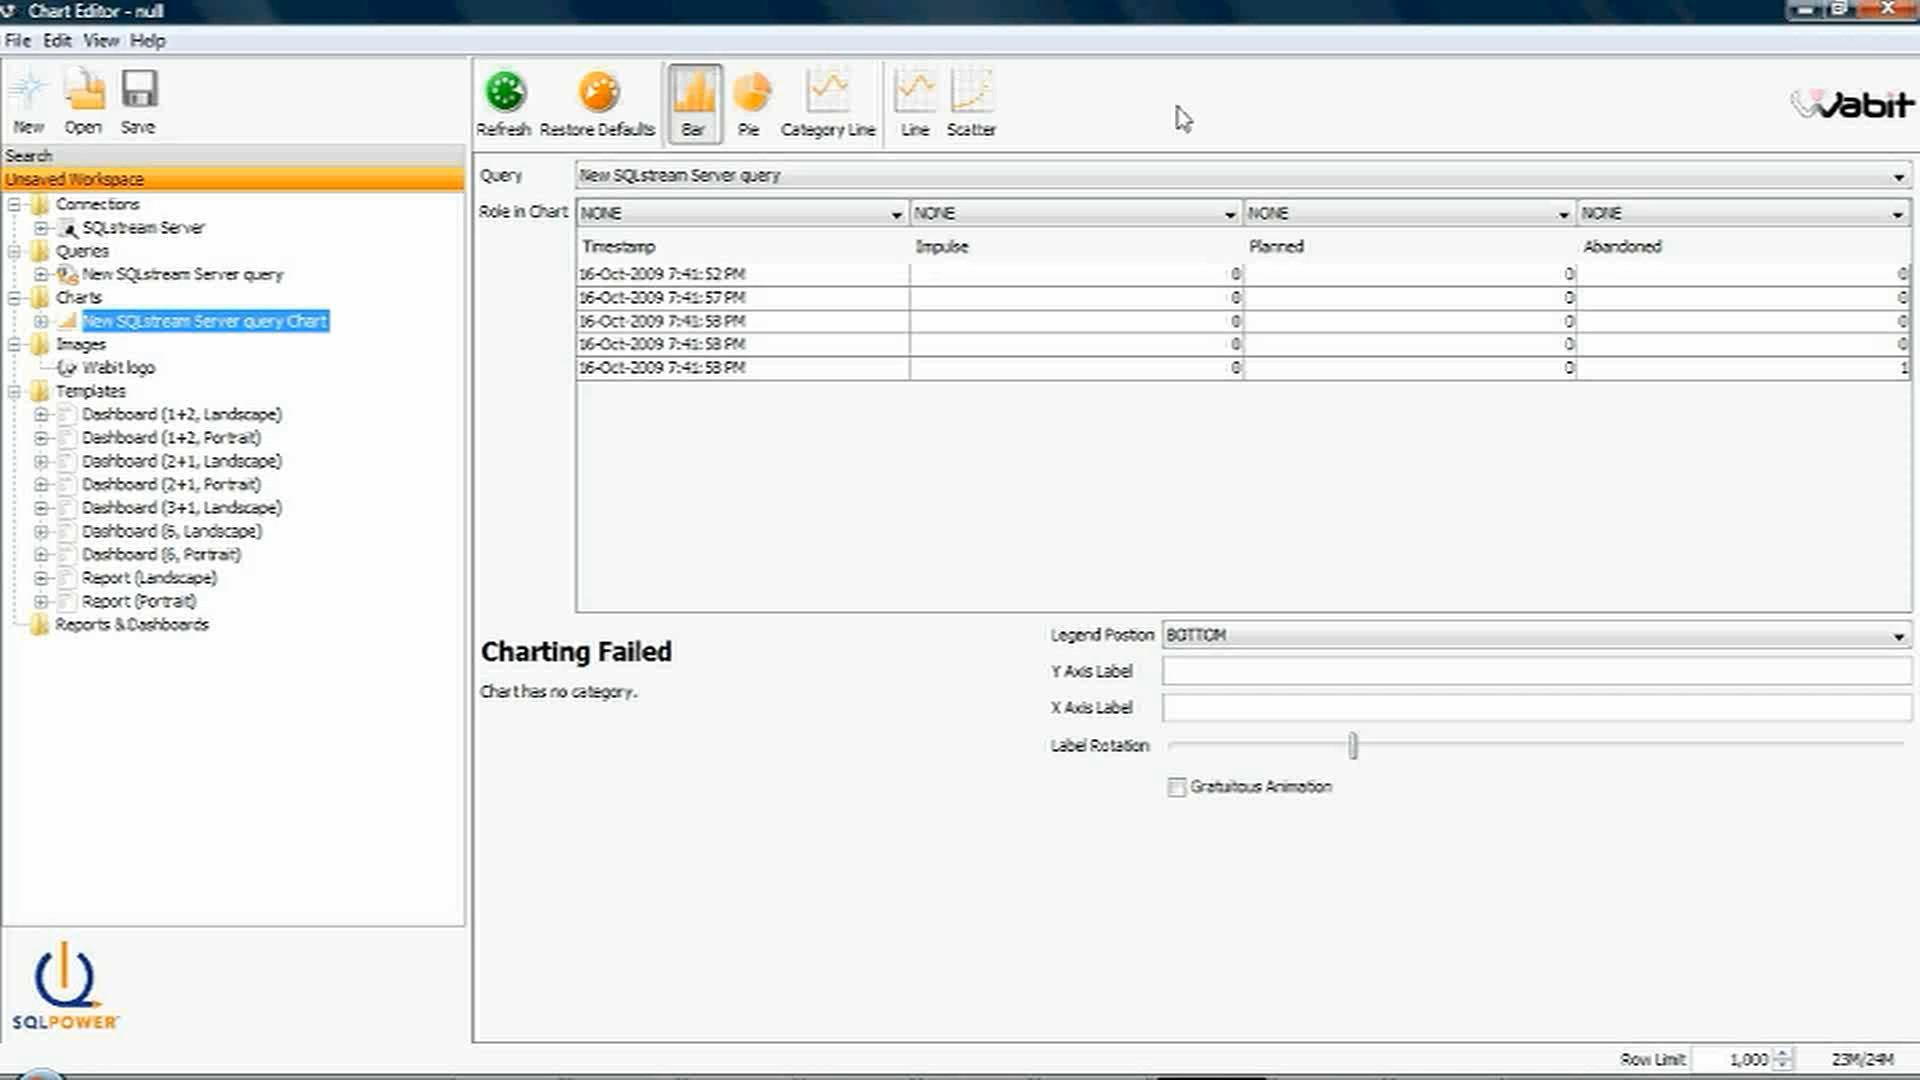 Chart Editor - null
File Edit View Help
New Open Save
Refresh Restore Defaults Bar Pie Category Line Line Scatter
Wabit
Search
Unsaved Workspace
Connections
SQLstream Server
Queries
New SQLstream Server query
Charts
New SQLstream Server query Chart
Images
Wabit logo
Templates
Dashboard (1+2, Landscape)
Dashboard (1+2, Portrait)
Dashboard (2+1, Landscape)
Dashboard (2+1, Portrait)
Dashboard (3+1, Landscape)
Dashboard (6, Landscape)
Dashboard (6, Portrait)
Report (Landscape)
Report (Portrait)
Reports & Dashboards
SQLPOWER
Query New SQLstream Server query
Role in Chart NONE NONE NONE NONE
Timestamp Impulse Planned Abandoned
16-Oct-2009 7:41:52 PM 0 0 0
16-Oct-2009 7:41:57 PM 0 0 0
16-Oct-2009 7:41:58 PM 0 0 0
16-Oct-2009 7:41:58 PM 0 0 0
16-Oct-2009 7:41:58 PM 0 0 1
Charting Failed
Chart has no category.
Legend Postion BOTTOM
Y Axis Label
X Axis Label
Label Rotation
Gratuitous Animation
Row Limit 1,000 23M/24M